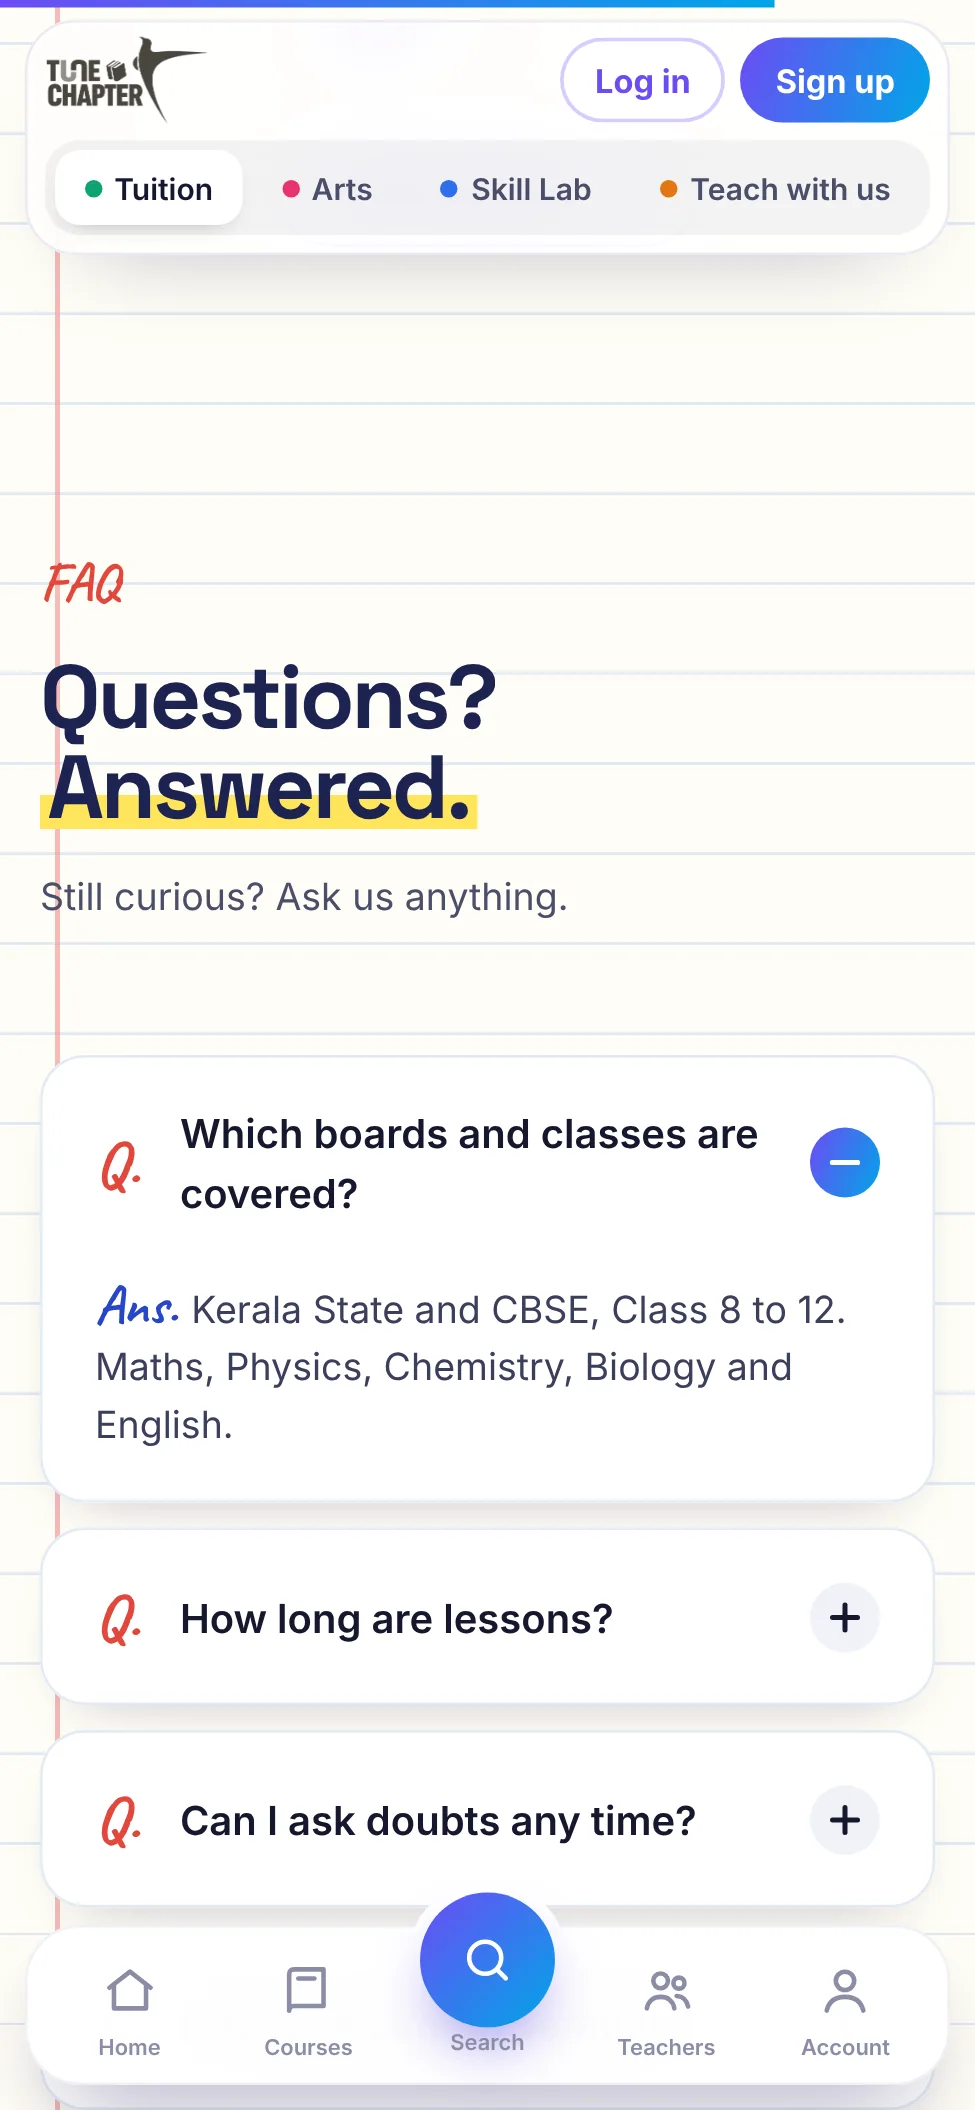 TUNE
CHAPTER
Log in
Sign up
Tuition
Arts
Skill Lab
Teach with us
FAQ
Questions?
Answered.
Still curious? Ask us anything.
Q. Which boards and classes are
covered?
Ans. Kerala State and CBSE, Class 8 to 12.
Maths, Physics, Chemistry, Biology and
English.
Q. How long are lessons?
Q. Can I ask doubts any time?
Home
Courses
Search
Teachers
Account